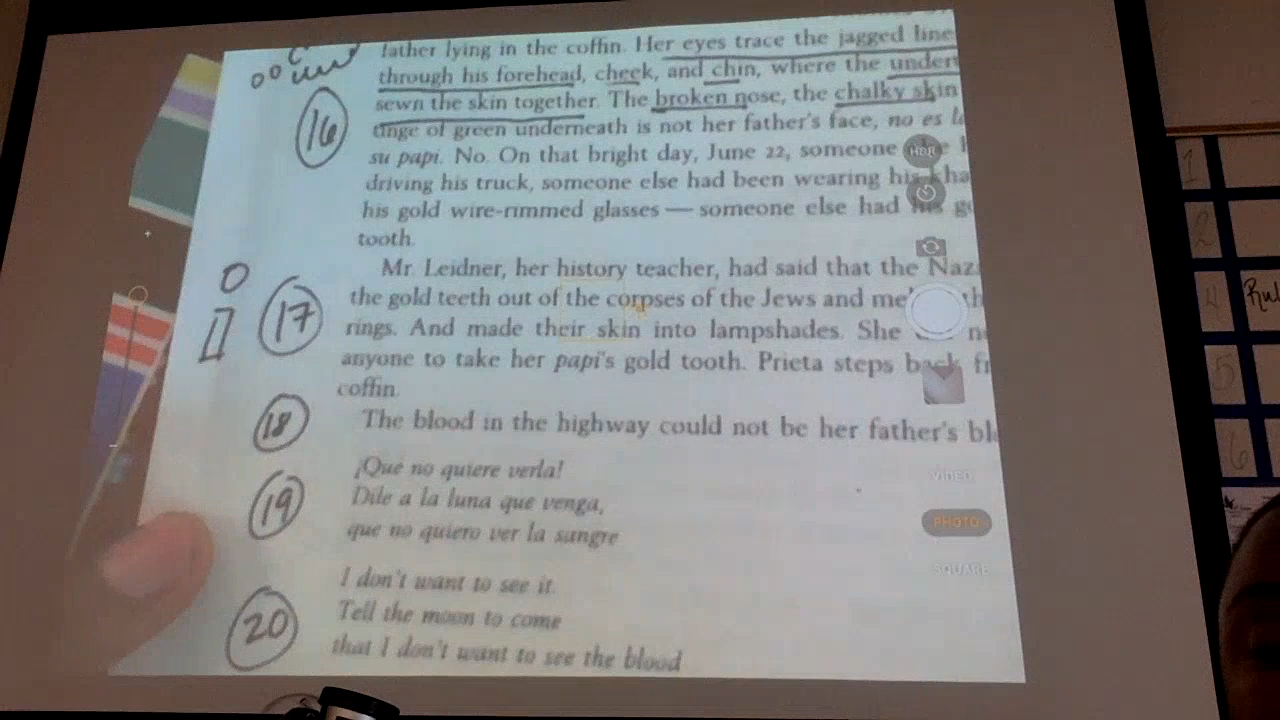 father lying in the coffin. Her eyes trace the jagged line
through his forehead, cheek, and chin, where the
16
sewn the skin together. The broken nose, the chalky skin
tinge of green underneath is not her father's face, no es
su papi. No. On that bright day, June 22, someone
HDR
driving his truck, someone else had been wearing his
his gold wire-rimmed glasses — someone else had his
tooth.
17
Mr. Leidner, her history teacher, had said that the
the gold teeth out of the corpses of the Jews and
rings. And made their skin into lampshades. She
anyone to take her papi's gold tooth. Prieta steps back
coffin.
18
The blood in the highway could not be her father's
19
¡Que no quiere verla!
Dile a la luna que venga,
que no quiero ver la sangre
20
I don't want to see it.
Tell the moon to come
that I don't want to see the blood
VIDEO
PHOTO
SQUARE
1
2
4
5
6